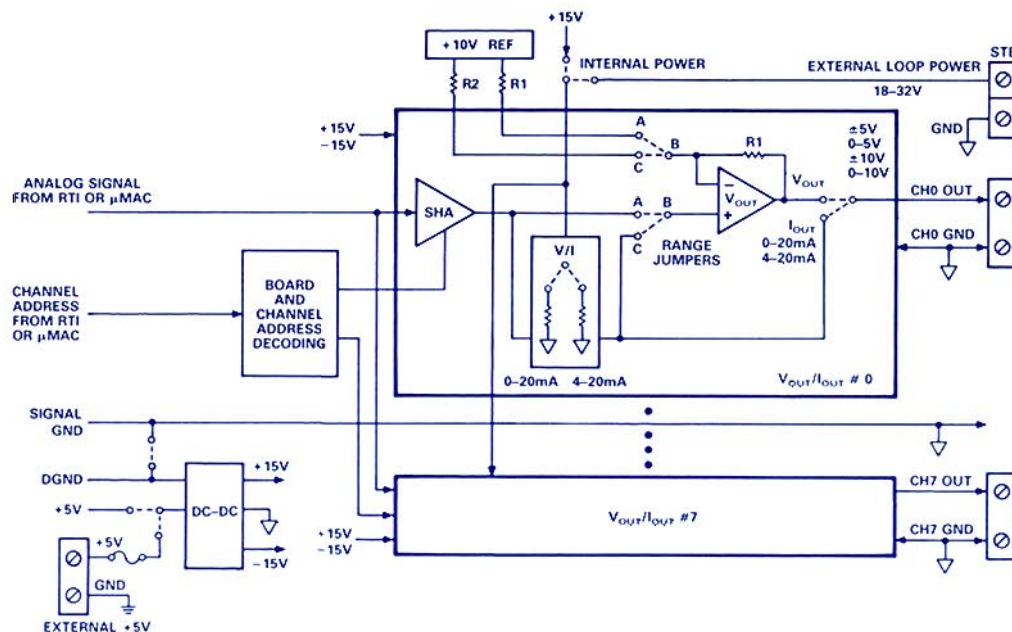 +15V
+10V REF
INTERNAL POWER
EXTERNAL LOOP POWER
18–32V
R2
R1
GND
+15V
–15V
A
B
C
R1
±5V
0–5V
±10V
0–10V
ANALOG SIGNAL
FROM RTI OR μMAC
SHA
A
B
C
–
VOUT
+
VOUT
CH0 OUT
IOUT
0–20mA
4–20mA
RANGE
JUMPERS
CH0 GND
V/I
CHANNEL
ADDRESS
FROM RTI
OR μMAC
BOARD
AND
CHANNEL
ADDRESS
DECODING
0–20mA
4–20mA
VOUT/IOUT # 0
SIGNAL
GND
DGND
+15V
CH7 OUT
+5V
DC–DC
VOUT/IOUT #7
+15V
–15V
CH7 GND
+5V
–15V
GND
EXTERNAL +5V